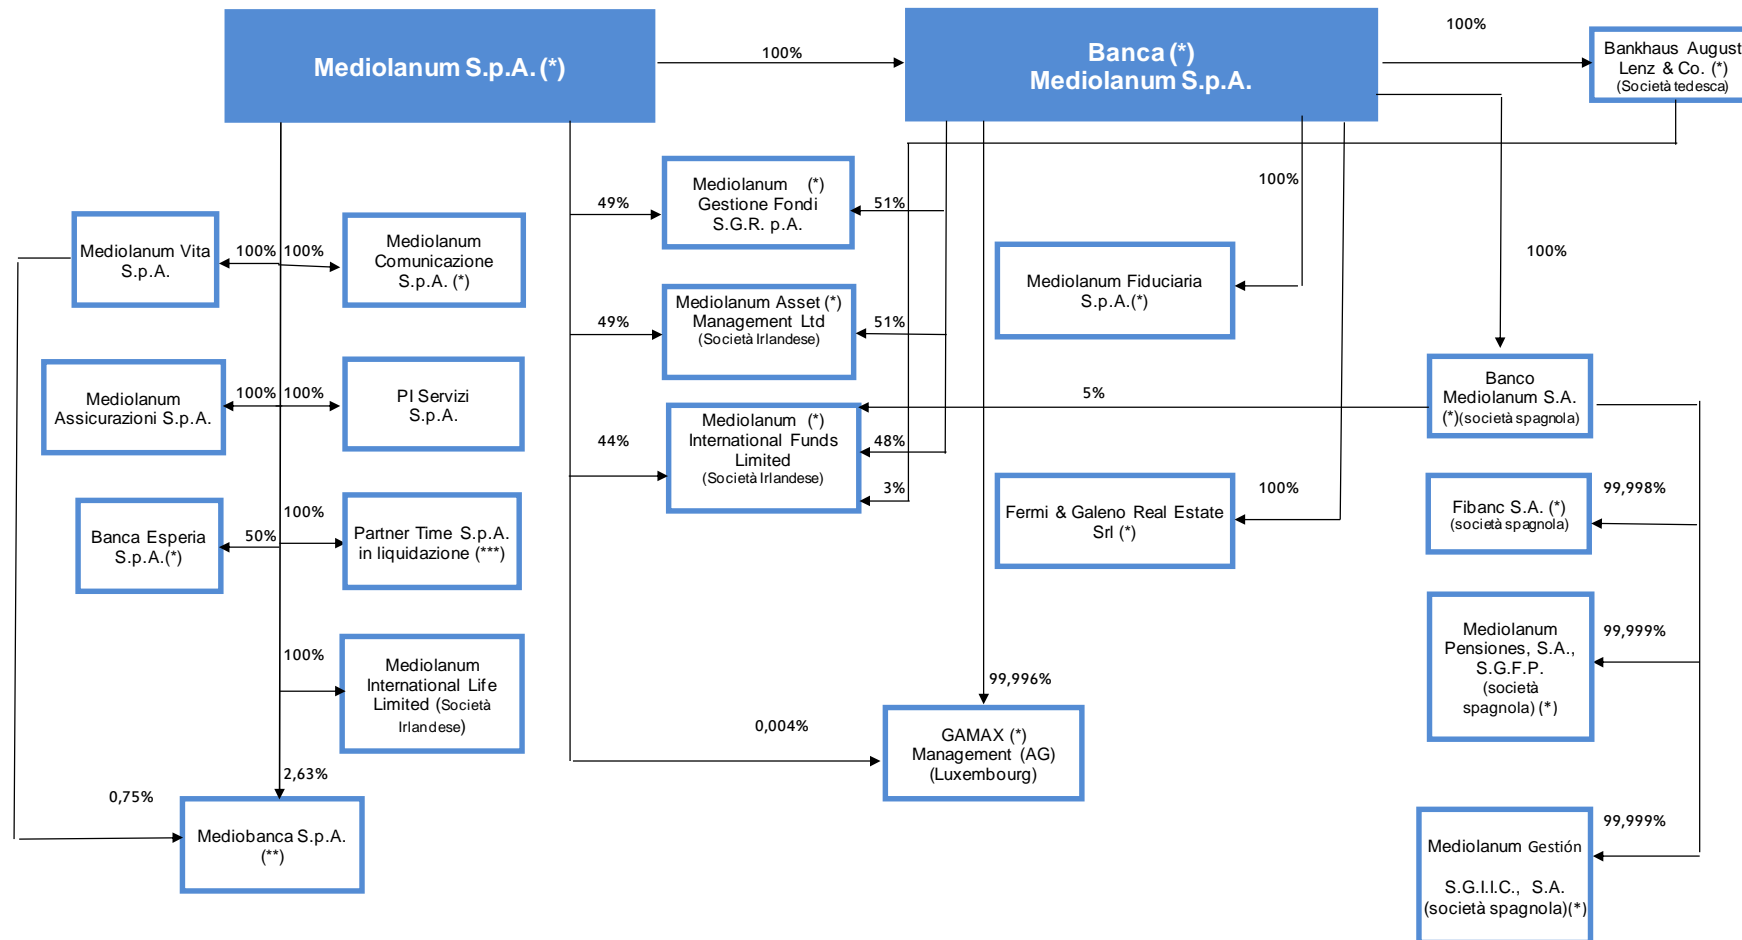 Mediolanum S.p.A. (*)
100%
Banca (*)
Mediolanum S.p.A.
100%
Bankhaus August
Lenz & Co. (*)
(Società tedesca)
Mediolanum (*)
Gestione Fondi
S.G.R. p.A.
49%
51%
100%
Mediolanum Vita
S.p.A.
100%
100%
Mediolanum
Comunicazione
S.p.A. (*)
Mediolanum Fiduciaria
S.p.A.(*)
100%
Mediolanum Asset (*)
Management Ltd
(Società Irlandese)
49%
51%
Mediolanum
Assicurazioni S.p.A.
100%
100%
PI Servizi
S.p.A.
5%
Banco
Mediolanum S.A.
(*)(società spagnola)
Mediolanum (*)
International Funds
Limited
(Società Irlandese)
44%
48%
3%
Banca Esperia
S.p.A.(*)
50%
100%
Partner Time S.p.A.
in liquidazione (***)
Fermi & Galeno Real Estate
Srl (*)
100%
99,998%
Fibanc S.A. (*)
(società spagnola)
100%
Mediolanum
International Life
Limited (Società
Irlandese)
99,999%
Mediolanum
Pensiones, S.A.,
S.G.F.P.
(società
spagnola) (*)
99,996%
0,004%
GAMAX (*)
Management (AG)
(Luxembourg)
2,63%
0,75%
Mediobanca S.p.A.
(**)
99,999%
Mediolanum Gestión
S.G.I.I.C., S.A.
(società spagnola)(*)